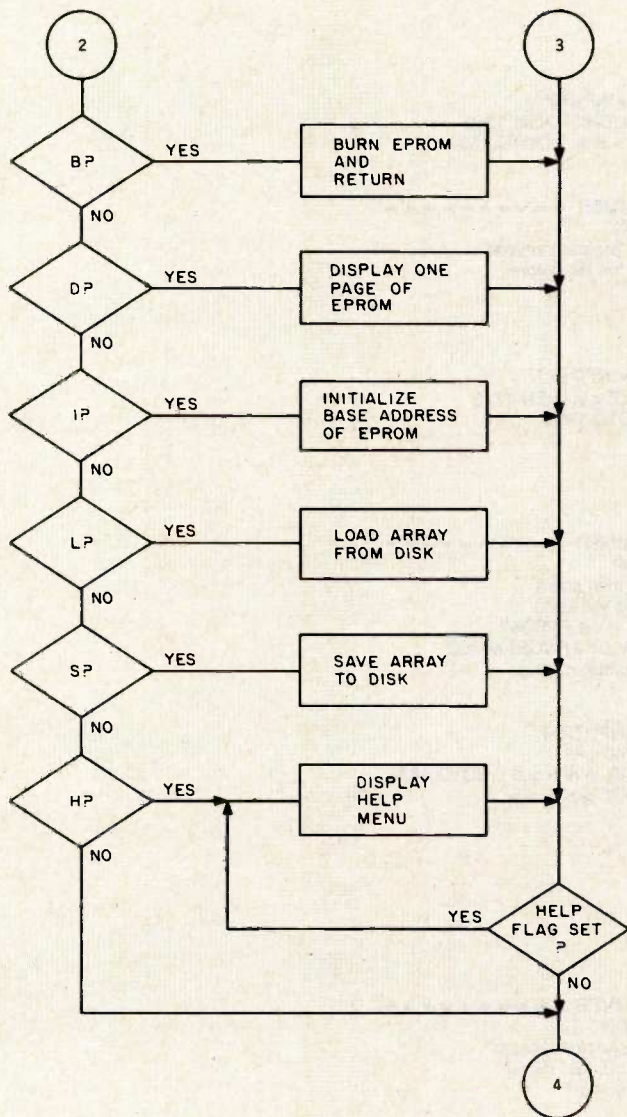 2
3
B?
YES
BURN EPROM
AND
RETURN
NO
D?
YES
DISPLAY ONE
PAGE OF
EPROM
NO
I?
YES
INITIALIZE
BASE ADDRESS
OF EPROM
NO
L?
YES
LOAD ARRAY
FROM DISK
NO
S?
YES
SAVE ARRAY
TO DISK
NO
H?
YES
DISPLAY
HELP
MENU
NO
YES
HELP
FLAG SET
?
NO
4